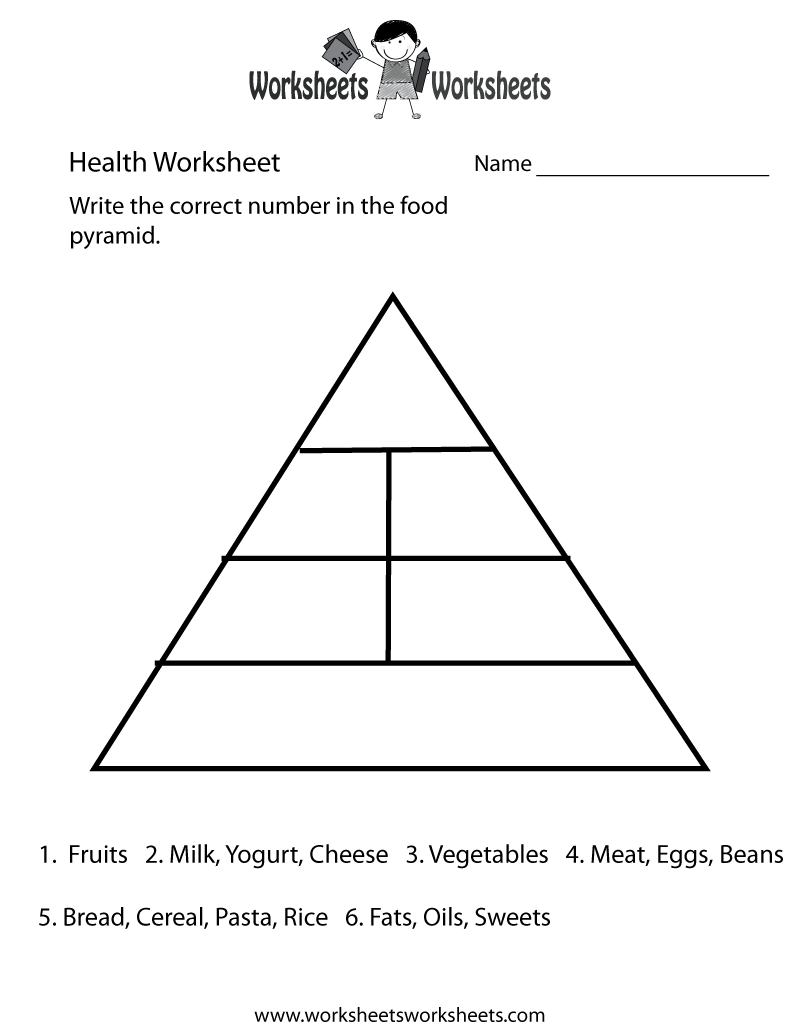 2+1=
Worksheets Worksheets
Health Worksheet Name ____________________
Write the correct number in the food
pyramid.
1. Fruits 2. Milk, Yogurt, Cheese 3. Vegetables 4. Meat, Eggs, Beans
5. Bread, Cereal, Pasta, Rice 6. Fats, Oils, Sweets
www.worksheetsworksheets.com